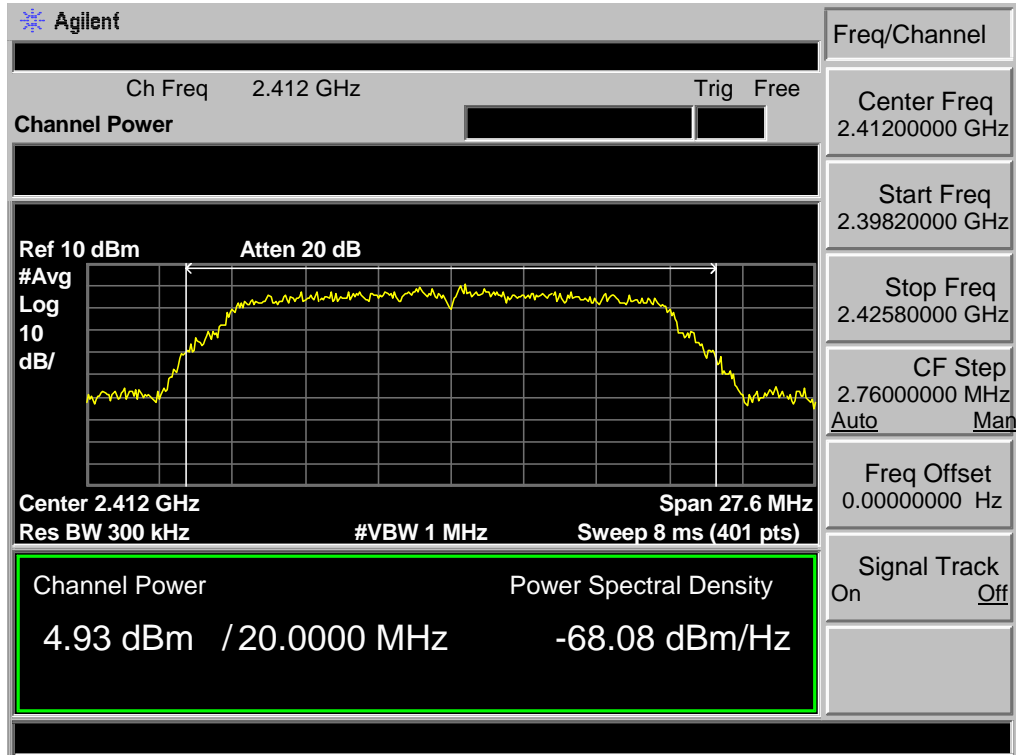 Agilent
Freq/Channel
Ch Freq 2.412 GHz Trig Free
Channel Power
Center Freq
2.41200000 GHz
Start Freq
2.39820000 GHz
Ref 10 dBm Atten 20 dB
#Avg
Log
10
dB/
Stop Freq
2.42580000 GHz
CF Step
2.76000000 MHz
Auto Man
Center 2.412 GHz Span 27.6 MHz
Res BW 300 kHz #VBW 1 MHz Sweep 8 ms (401 pts)
Freq Offset
0.00000000 Hz
Channel Power Power Spectral Density
4.93 dBm / 20.0000 MHz -68.08 dBm/Hz
Signal Track
On Off